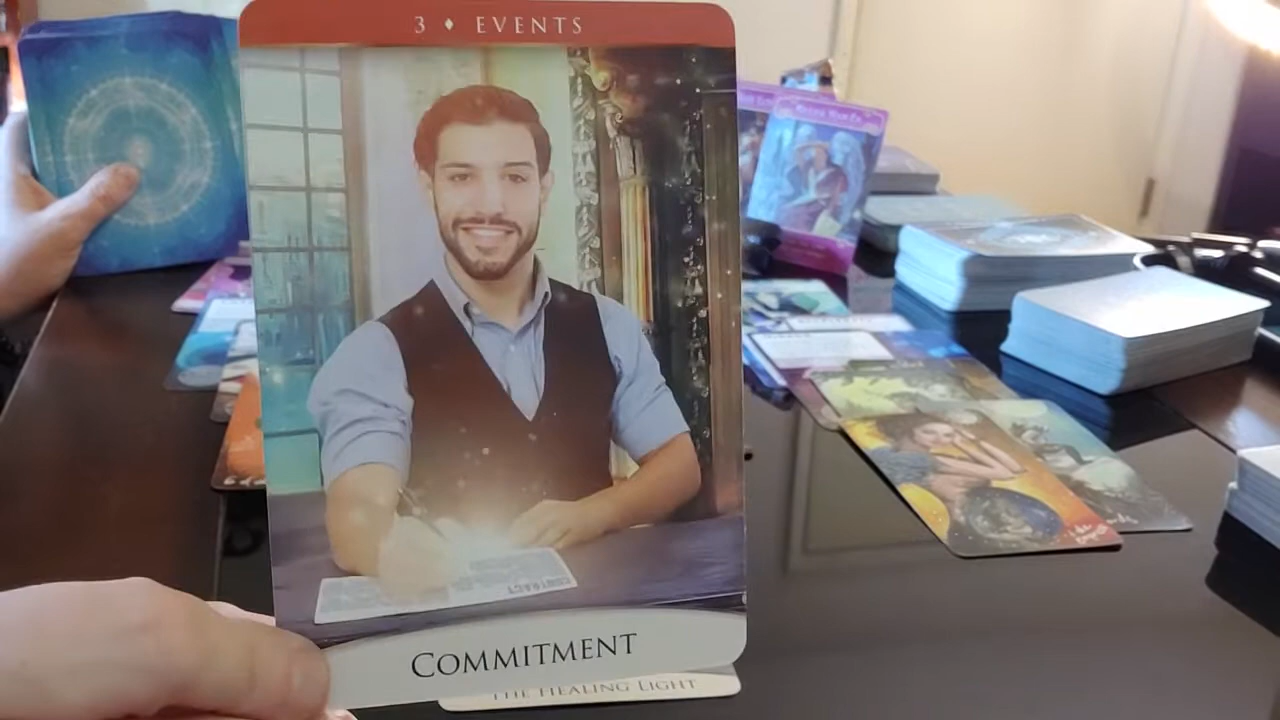 3 ♦ EVENTS
CONTRACT
COMMITMENT
THE HEALING LIGHT